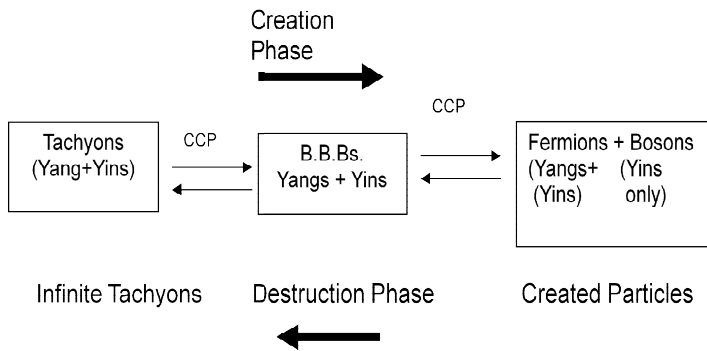 Creation
Phase
CCP
CCP
Tachyons
(Yang+Yins)
B.B.Bs.
Yangs + Yins
Fermions + Bosons
(Yangs+ (Yins
(Yins) only)
Infinite Tachyons
Destruction Phase
Created Particles